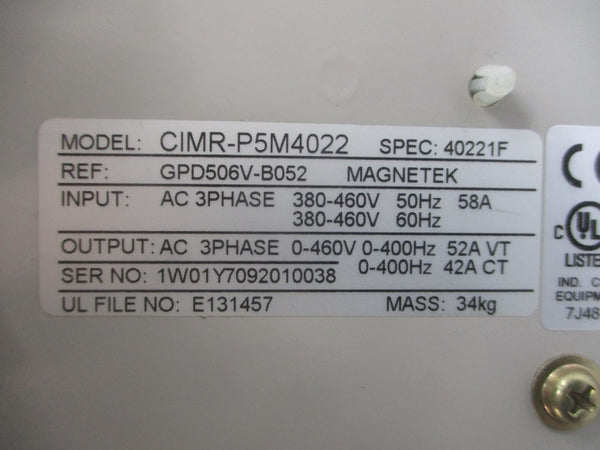 MODEL: CIMR-P5M4022 SPEC: 40221F
REF: GPD506V-B052 MAGNETEK
INPUT: AC 3PHASE 380-460V 50Hz 58A
380-460V 60Hz
OUTPUT: AC 3PHASE 0-460V 0-400Hz 52A VT
0-400Hz 42A CT
SER NO: 1W01Y7092010038
UL FILE NO: E131457 MASS: 34kg
CE
C UL
LISTE
IND. C
EQUIPM
7J48